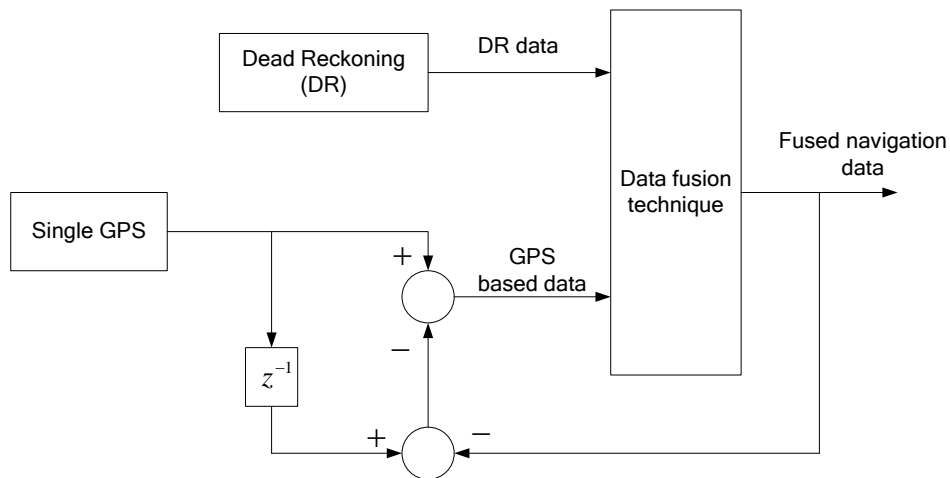 Dead Reckoning
(DR)
DR data
Data fusion
technique
Fused navigation
data
Single GPS
+
GPS
based data
−
z⁻¹
+
−